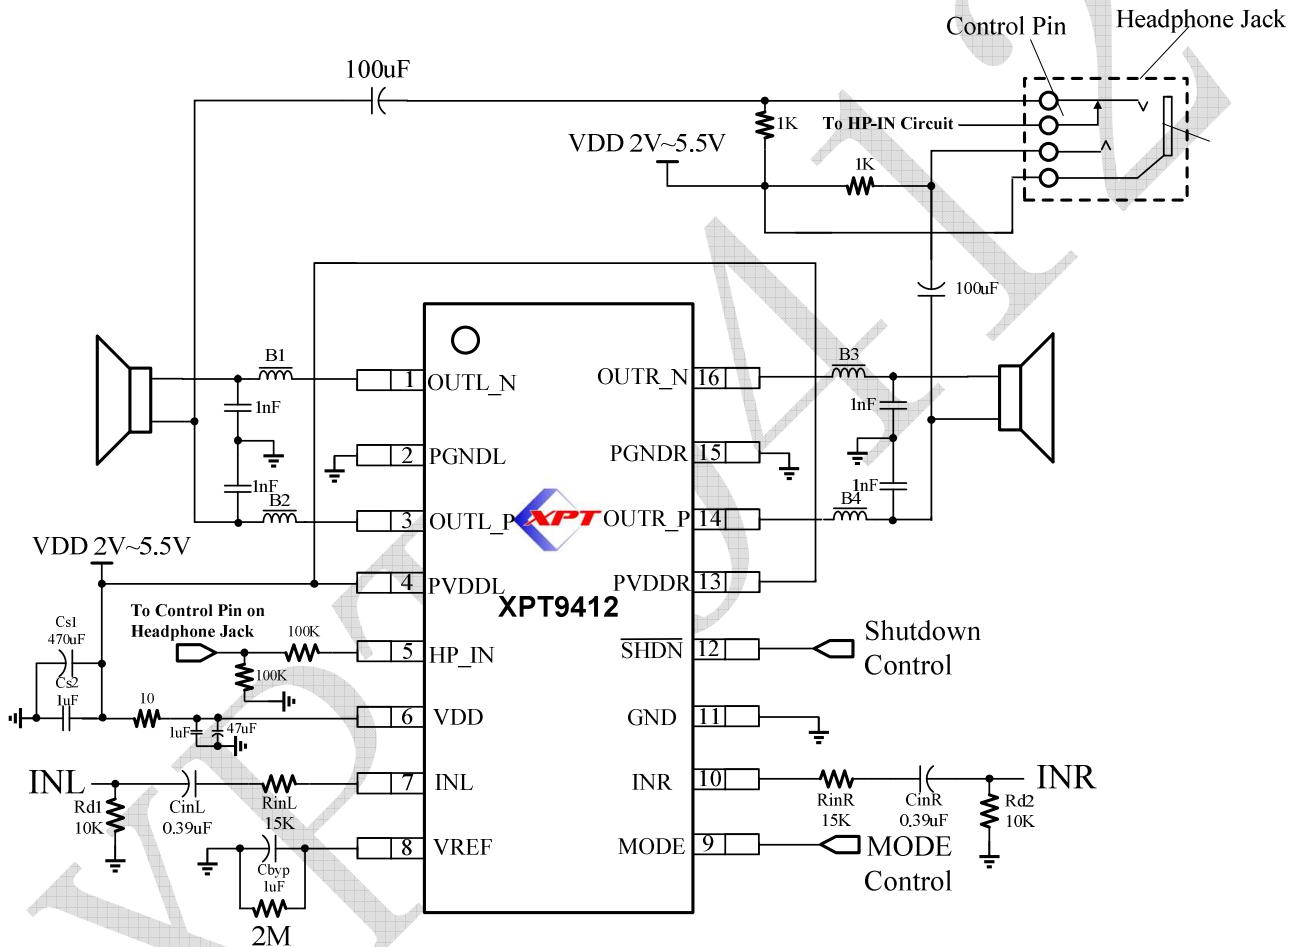 Control Pin
Headphone Jack
100uF
1K
To HP-IN Circuit
VDD 2V~5.5V
1K
100uF
B1
B3
1 OUTL_N
OUTR_N 16
1nF
1nF
2 PGNDL
PGNDR 15
1nF
1nF
B2
B4
3 OUTL_P
XPT
OUTR_P 14
VDD 2V~5.5V
4 PVDDL
PVDDR 13
XPT9412
To Control Pin on
Headphone Jack
Cs1
470uF
100K
5 HP_IN
SHDN 12
Shutdown
Control
100K
Cs2
1uF
10
6 VDD
GND 11
1uF
47uF
INL
7 INL
INR 10
INR
Rd1
10K
CinL
0.39uF
RinL
15K
RinR
15K
CinR
0.39uF
Rd2
10K
8 VREF
MODE 9
MODE
Control
Cbyp
1uF
2M
XPT9412